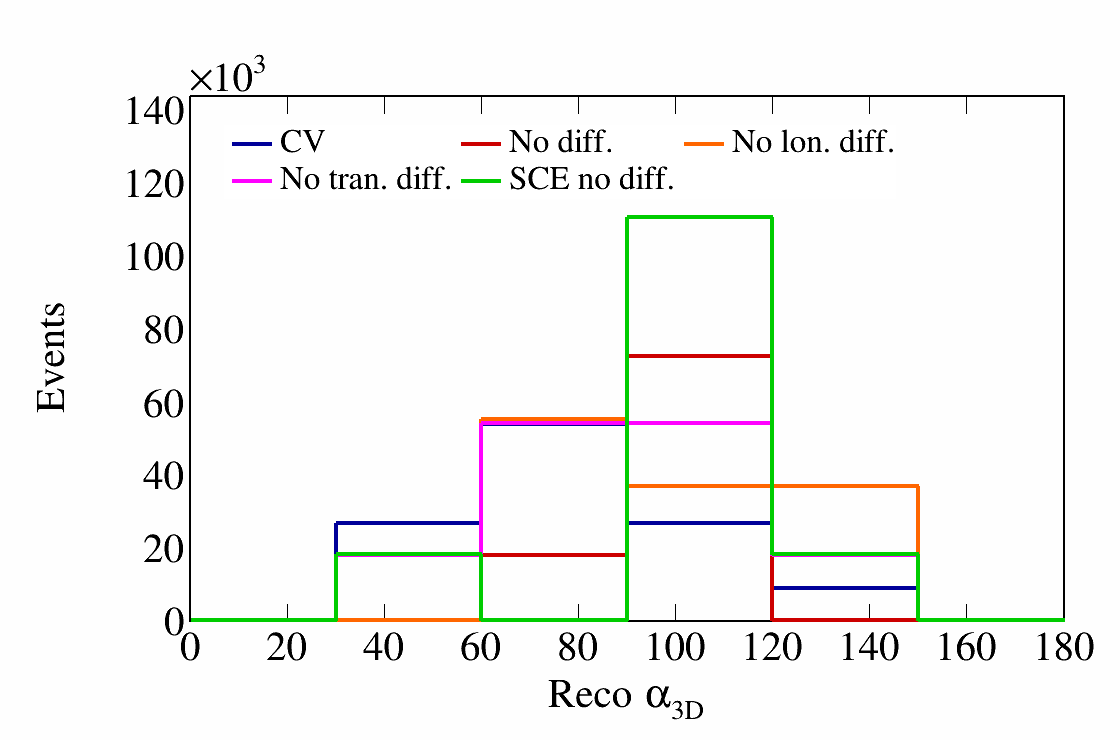 ×10³
140
120
100
80
60
40
20
0
Events
CV No diff. No lon. diff.
No tran. diff. SCE no diff.
0 20 40 60 80 100 120 140 160 180
Reco α3D